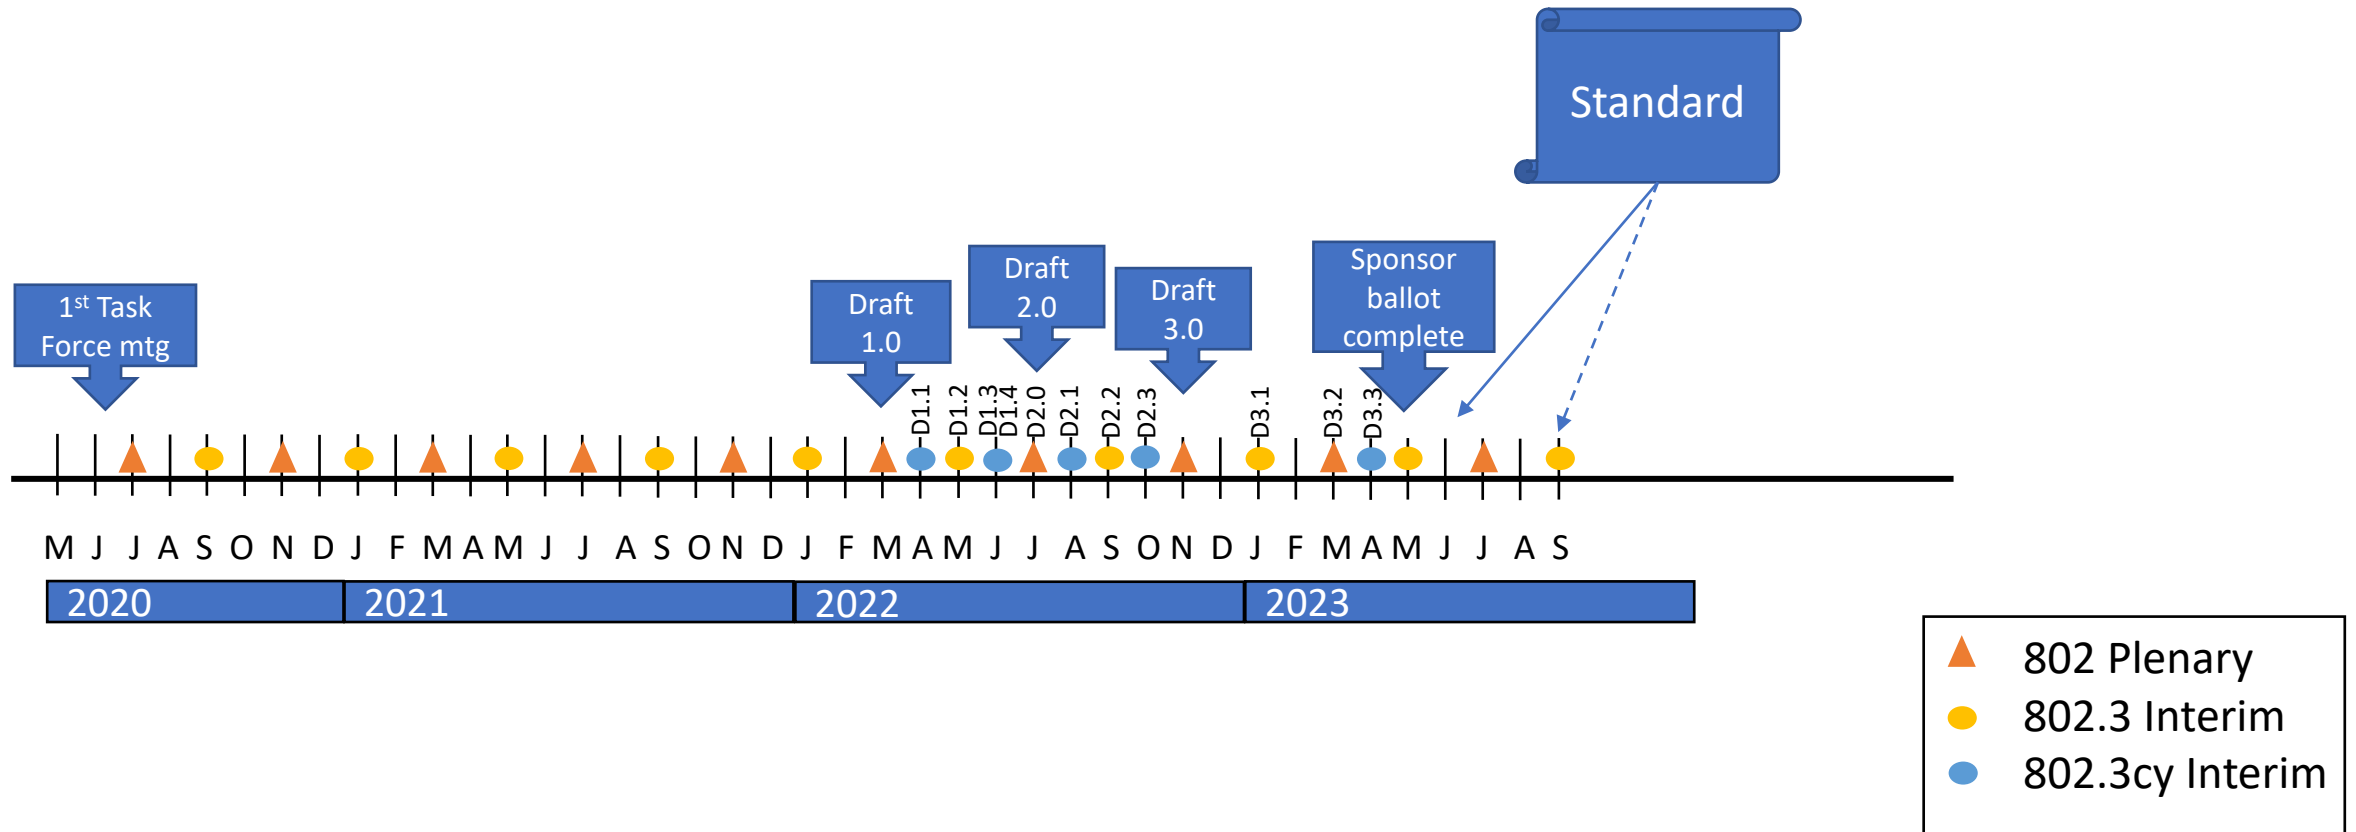 Standard
1st Task
Force mtg
Draft
1.0
Draft
2.0
Draft
3.0
Sponsor
ballot
complete
D1.1
D1.2
D1.3
D1.4
D2.0
D2.1
D2.2
D2.3
D3.1
D3.2
D3.3
M J J A S O N D J F M A M J J A S O N D J F M A M J J A S O N D J F M A M J J A S
2020 2021 2022 2023
802 Plenary
802.3 Interim
802.3cy Interim